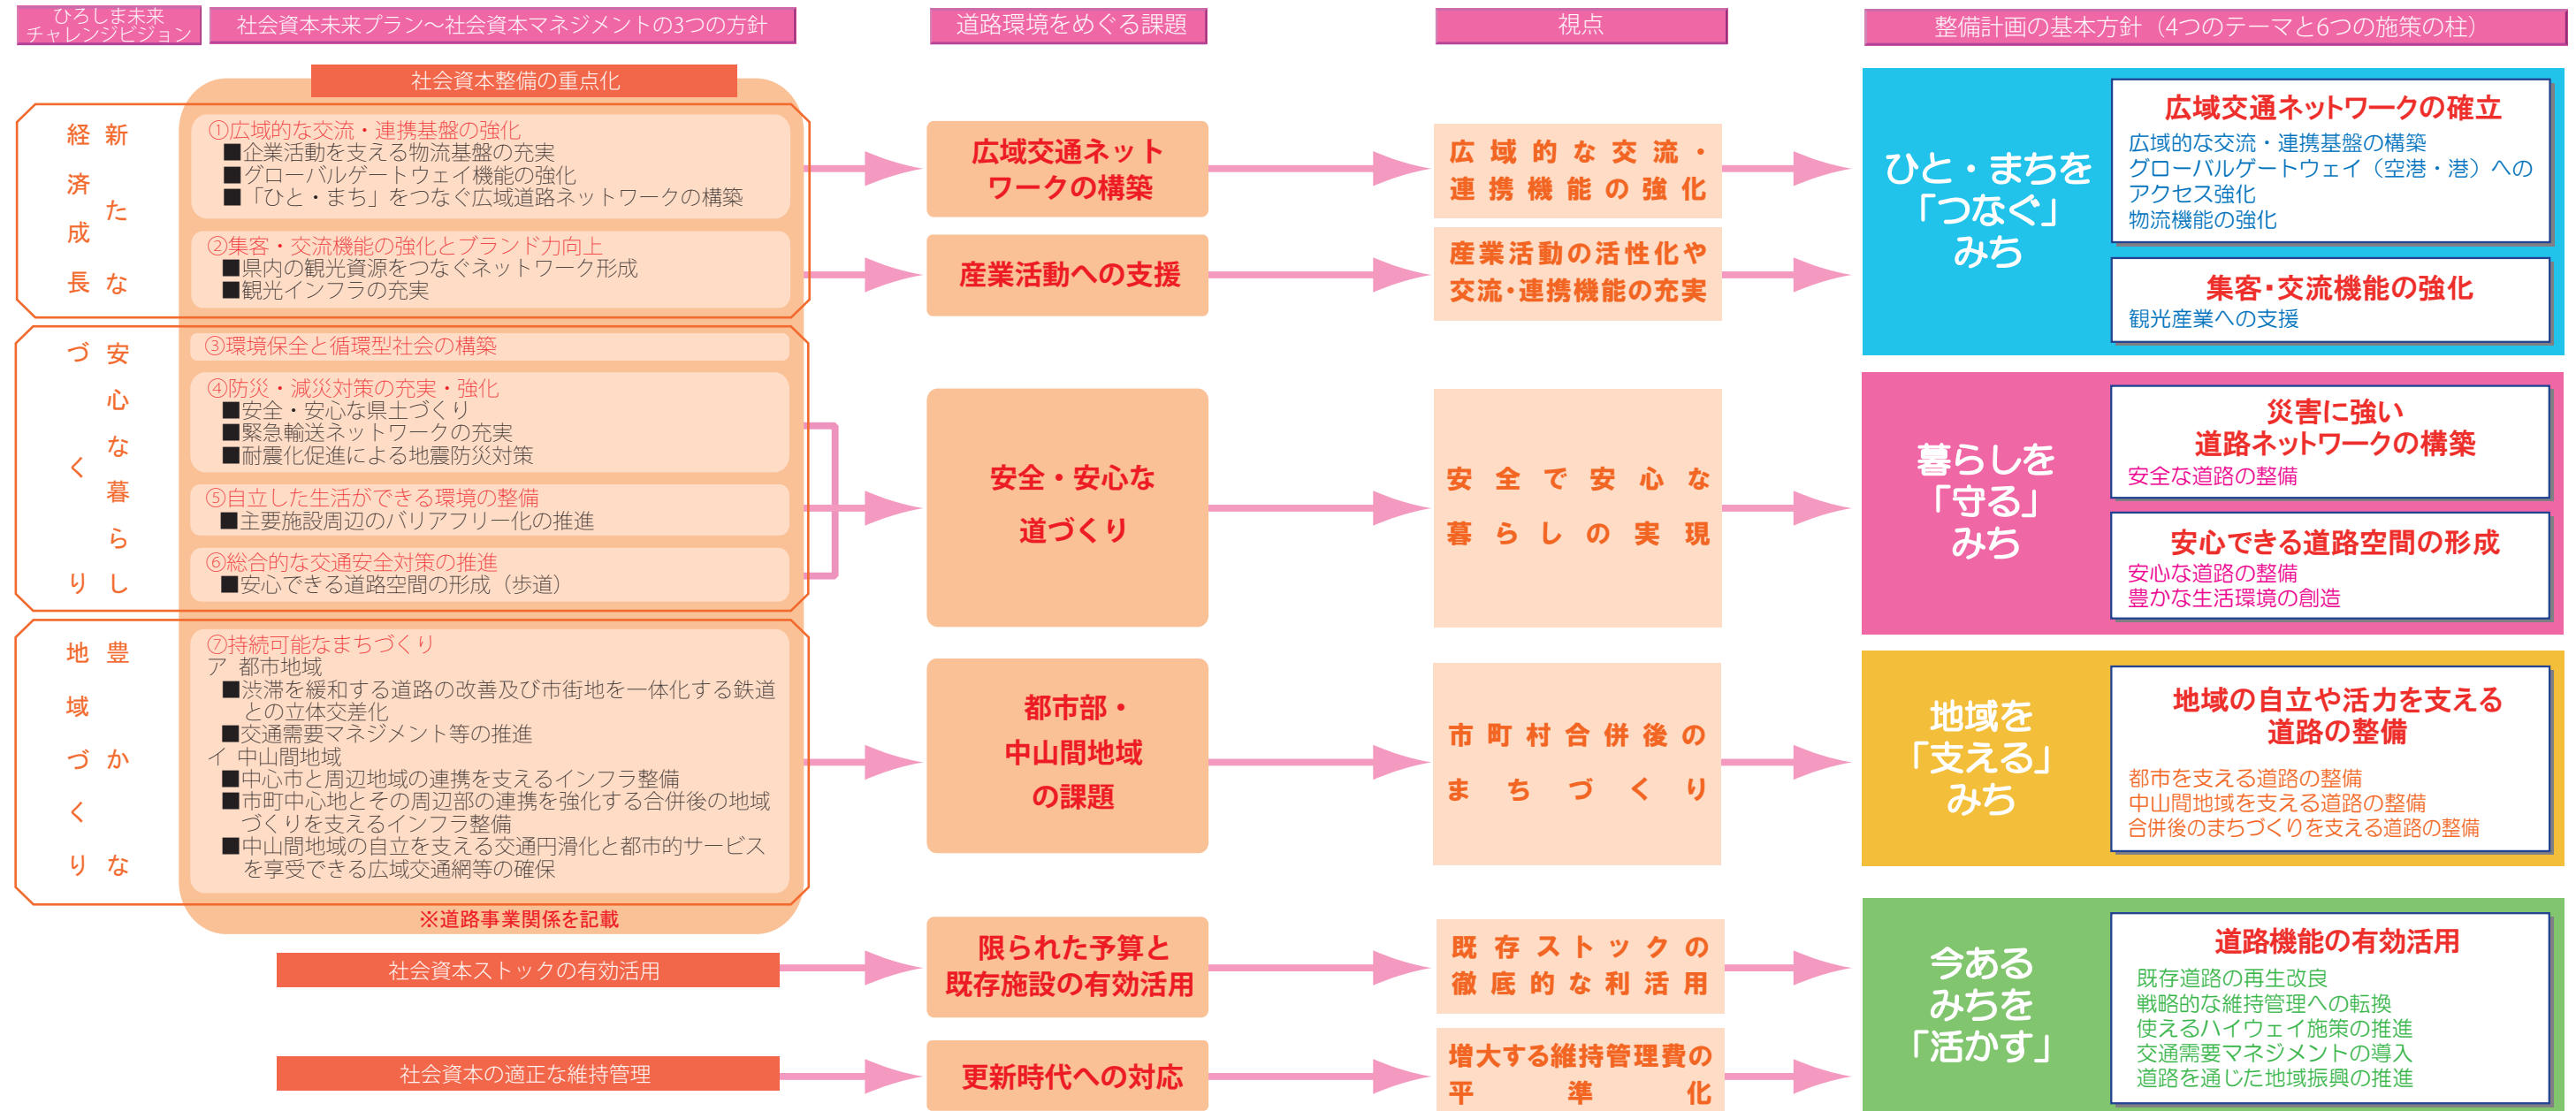 ひろしま未来
チャレンジビジョン
社会資本未来プラン～社会資本マネジメントの3つの方針
道路環境をめぐる課題
視点
整備計画の基本方針（4つのテーマと6つの施策の柱）
社会資本整備の重点化
新たな
経済成長
①広域的な交流・連携基盤の強化
■企業活動を支える物流基盤の充実
■グローバルゲートウェイ機能の強化
■「ひと・まち」をつなぐ広域道路ネットワークの構築
②集客・交流機能の強化とブランド力向上
■県内の観光資源をつなぐネットワーク形成
■観光インフラの充実
安心な暮らし
づくり
③環境保全と循環型社会の構築
④防災・減災対策の充実・強化
■安全・安心な県土づくり
■緊急輸送ネットワークの充実
■耐震化促進による地震防災対策
⑤自立した生活ができる環境の整備
■主要施設周辺のバリアフリー化の推進
⑥総合的な交通安全対策の推進
■安心できる道路空間の形成（歩道）
豊かな
地域づくり
⑦持続可能なまちづくり
ア 都市地域
■渋滞を緩和する道路の改善及び市街地を一体化する鉄道
との立体交差化
■交通需要マネジメント等の推進
イ 中山間地域
■中心市と周辺地域の連携を支えるインフラ整備
■市町中心地とその周辺部の連携を強化する合併後の地域
づくりを支えるインフラ整備
■中山間地域の自立を支える交通円滑化と都市的サービス
を享受できる広域交通網等の確保
※道路事業関係を記載
社会資本ストックの有効活用
社会資本の適正な維持管理
広域交通ネット
ワークの構築
産業活動への支援
安全・安心な
道づくり
都市部・
中山間地域
の課題
限られた予算と
既存施設の有効活用
更新時代への対応
広域的な交流・
連携機能の強化
産業活動の活性化や
交流・連携機能の充実
安全で安心な
暮らしの実現
市町村合併後の
まちづくり
既存ストックの
徹底的な利活用
増大する維持管理費の
平準化
ひと・まちを
「つなぐ」
みち
広域交通ネットワークの確立
広域的な交流・連携基盤の構築
グローバルゲートウェイ（空港・港）への
アクセス強化
物流機能の強化
集客・交流機能の強化
観光産業への支援
暮らしを
「守る」
みち
災害に強い
道路ネットワークの構築
安全な道路の整備
安心できる道路空間の形成
安心な道路の整備
豊かな生活環境の創造
地域を
「支える」
みち
地域の自立や活力を支える
道路の整備
都市を支える道路の整備
中山間地域を支える道路の整備
合併後のまちづくりを支える道路の整備
今ある
みちを
「活かす」
道路機能の有効活用
既存道路の再生改良
戦略的な維持管理への転換
使えるハイウェイ施策の推進
交通需要マネジメントの導入
道路を通じた地域振興の推進